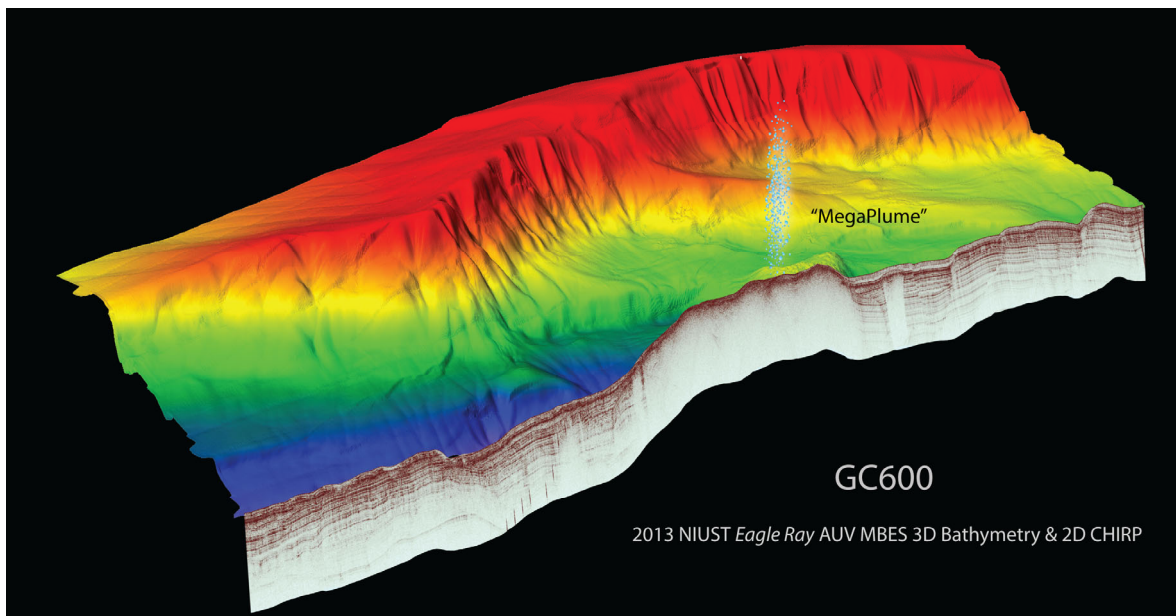 “MegaPlume”
GC600
2013 NIUST Eagle Ray AUV MBES 3D Bathymetry & 2D CHIRP